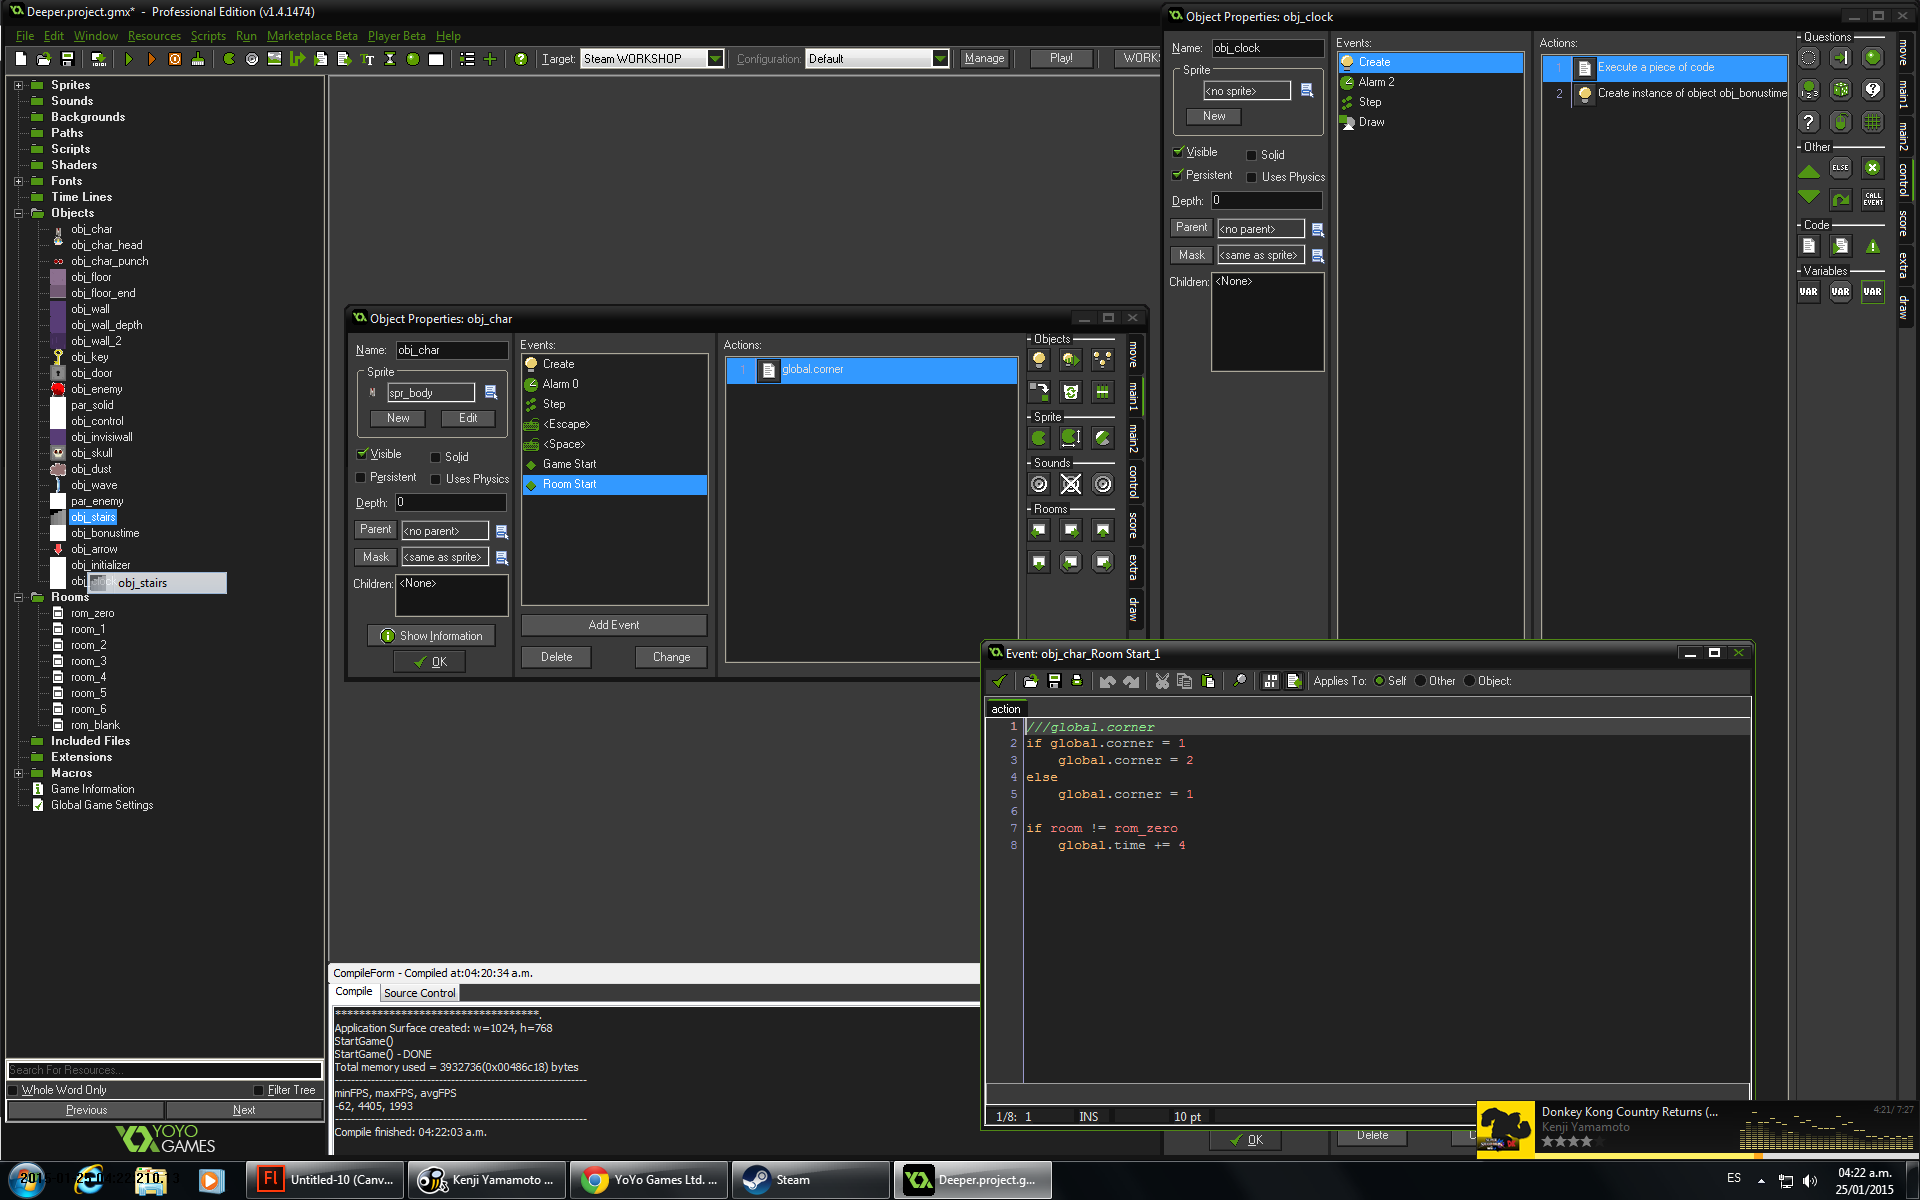 Deeper.project.gmx* - Professional Edition (v1.4.1474)
File Edit Window Resources Scripts Run Marketplace Beta Player Beta Help
Target: Steam WORKSHOP Configuration: Default Manage Play! WORK
Sprites
Sounds
Backgrounds
Paths
Scripts
Shaders
Fonts
Time Lines
Objects
obj_char
obj_char_head
obj_char_punch
obj_floor
obj_floor_end
obj_wall
obj_wall_depth
obj_wall_2
obj_key
obj_door
obj_enemy
par_solid
obj_control
obj_invisiwall
obj_skull
obj_dust
obj_wave
par_enemy
obj_stairs
obj_bonustime
obj_arrow
obj_initializer
obj_stairs
Rooms
rom_zero
room_1
room_2
room_3
room_4
room_5
room_6
rom_blank
Included Files
Extensions
Macros
Game Information
Global Game Settings
Search For Resources...
Whole Word Only Filter Tree
Previous Next
YOYO GAMES
Object Properties: obj_char
Name: obj_char
Sprite
spr_body
New Edit
Visible Solid
Persistent Uses Physics
Depth: 0
Parent <no parent>
Mask <same as sprite>
Children: <None>
Show Information
OK
Events:
Create
Alarm 0
Step
<Escape>
<Space>
Game Start
Room Start
Add Event
Delete Change
Actions:
1 global.corner
Objects
Sprite
Sounds
Rooms
move
main1
main2
control
score
extra
draw
Object Properties: obj_clock
Name: obj_clock
Sprite
<no sprite>
New
Visible Solid
Persistent Uses Physics
Depth: 0
Parent <no parent>
Mask <same as sprite>
Children: <None>
OK
Events:
Create
Alarm 2
Step
Draw
Delete
Actions:
1 Execute a piece of code
2 Create instance of object obj_bonustime
Questions
Other
ELSE
CALL EVENT
Code
Variables
VAR VAR VAR
move
main1
main2
control
score
extra
draw
Event: obj_char_Room Start_1
Applies To: Self Other Object:
action
1 ///global.corner
2 if global.corner = 1
3 global.corner = 2
4 else
5 global.corner = 1
6
7 if room != rom_zero
8 global.time += 4
1/8: 1 INS 10 pt
CompileForm - Compiled at:04:20:34 a.m.
Compile Source Control
***********************************.
Application Surface created: w=1024, h=768
StartGame()
StartGame() - DONE
Total memory used = 3932736(0x00486c18) bytes
minFPS, maxFPS, avgFPS
-62, 4405, 1993
Compile finished: 04:22:03 a.m.
Donkey Kong Country Returns (...
Kenji Yamamoto
4:21/ 7:27
Untitled-10 (Canv...
Kenji Yamamoto ...
YoYo Games Ltd. ...
Steam
Deeper.project.g...
ES
04:22 a.m.
25/01/2015